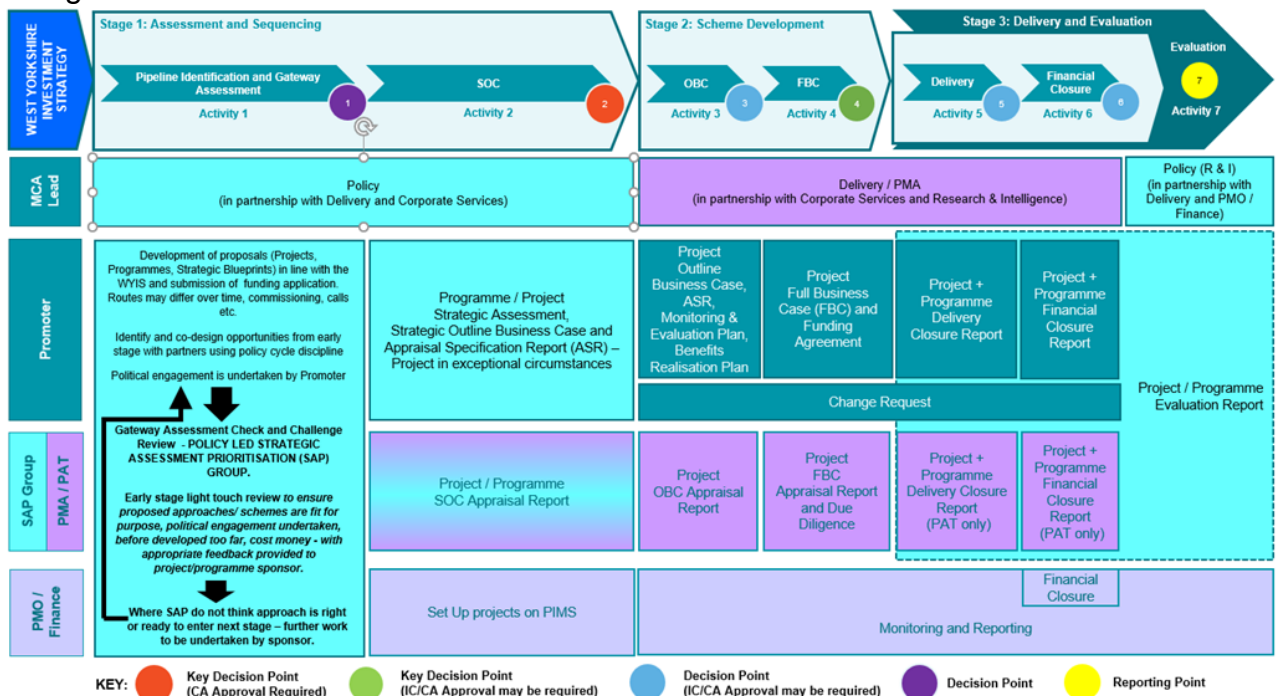 WEST YORKSHIRE
INVESTMENT
STRATEGY
Stage 1: Assessment and Sequencing
Pipeline Identification and Gateway
Assessment
1
Activity 1
SOC
2
Activity 2
Stage 2: Scheme Development
OBC
3
Activity 3
FBC
4
Activity 4
Stage 3: Delivery and Evaluation
Delivery
5
Activity 5
Financial
Closure
6
Activity 6
Evaluation
7
Activity 7
MCA
Lead
Policy
(in partnership with Delivery and Corporate Services)
Delivery / PMA
(in partnership with Corporate Services and Research & Intelligence)
Policy (R & I)
(in partnership with
Delivery and PMO /
Finance)
Promoter
Development of proposals (Projects,
Programmes, Strategic Blueprints) in line with the
WYIS and submission of funding application.
Routes may differ over time, commissioning, calls
etc.
Identify and co-design opportunities from early
stage with partners using policy cycle discipline
Political engagement is undertaken by Promoter
Gateway Assessment Check and Challenge
Review - POLICY LED STRATEGIC
ASSESSMENT PRIORITISATION (SAP)
GROUP.
Early stage light touch review to ensure
proposed approaches/ schemes are fit for
purpose, political engagement undertaken,
before developed too far, cost money - with
appropriate feedback provided to
project/programme sponsor.
Where SAP do not think approach is right
or ready to enter next stage – further work
to be undertaken by sponsor.
Programme / Project
Strategic Assessment,
Strategic Outline Business Case and
Appraisal Specification Report (ASR) –
Project in exceptional circumstances
Project
Outline
Business Case,
ASR,
Monitoring &
Evaluation Plan,
Benefits
Realisation Plan
Project
Full Business
Case (FBC) and
Funding
Agreement
Project +
Programme
Delivery
Closure Report
Project +
Programme
Financial
Closure
Report
Change Request
Project / Programme
Evaluation Report
SAP Group
PMA / PAT
Project / Programme
SOC Appraisal Report
Project
OBC Appraisal
Report
Project
FBC
Appraisal Report
and Due
Diligence
Project +
Programme
Delivery Closure
Report
(PAT only)
Project +
Programme
Financial
Closure
Report
(PAT only)
PMO /
Finance
Set Up projects on PIMS
Financial
Closure
Monitoring and Reporting
KEY:
Key Decision Point
(CA Approval Required)
Key Decision Point
(IC/CA Approval may be required)
Decision Point
(IC/CA Approval may be required)
Decision Point
Reporting Point